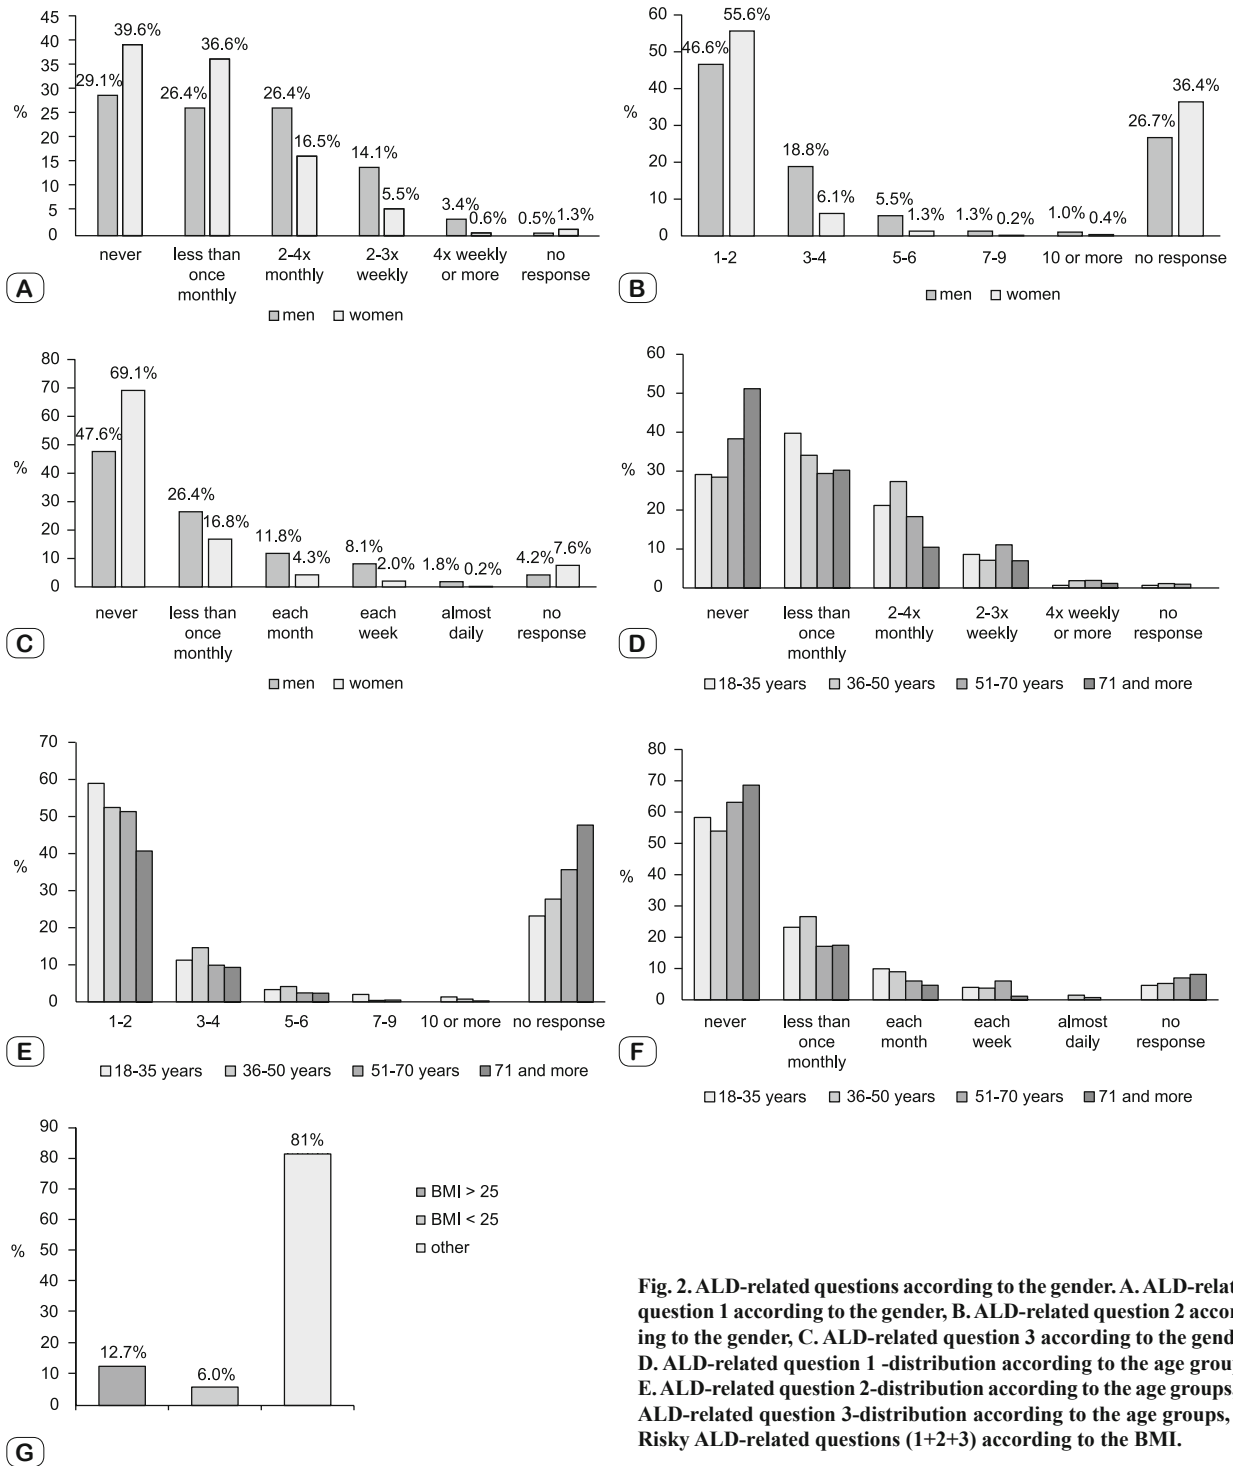 45
40
35
30
25
20
15
10
5
0
%
39.6%
36.6%
29.1%
26.4%
26.4%
16.5%
14.1%
5.5%
3.4%
0.6%
0.5%
1.3%
never
less than
once
monthly
2-4x
monthly
2-3x
weekly
4x weekly
or more
no
response
A
men women
60
50
40
30
20
10
0
%
55.6%
46.6%
36.4%
26.7%
18.8%
6.1%
5.5%
1.3%
1.3%
0.2%
1.0%
0.4%
1-2 3-4 5-6 7-9 10 or more no response
B
men women
80
70
60
50
40
30
20
10
0
%
69.1%
47.6%
26.4%
16.8%
11.8%
4.3%
8.1%
2.0%
1.8%
0.2%
4.2%
7.6%
never
less than
once
monthly
each
month
each
week
almost
daily
no
response
C
men women
60
50
40
30
20
10
0
%
never
less than
once
monthly
2-4x
monthly
2-3x
weekly
4x weekly
or more
no
response
D
18-35 years 36-50 years 51-70 years 71 and more
70
60
50
40
30
20
10
0
%
1-2 3-4 5-6 7-9 10 or more no response
E
18-35 years 36-50 years 51-70 years 71 and more
80
70
60
50
40
30
20
10
0
%
never
less than
once
monthly
each
month
each
week
almost
daily
no
response
F
18-35 years 36-50 years 51-70 years 71 and more
90
80
70
60
50
40
30
20
10
0
%
81%
12.7%
6.0%
BMI > 25
BMI < 25
other
G
Fig. 2. ALD-related questions according to the gender. A. ALD-relat
question 1 according to the gender, B. ALD-related question 2 accor
ing to the gender, C. ALD-related question 3 according to the gend
D. ALD-related question 1 -distribution according to the age grou
E. ALD-related question 2-distribution according to the age groups.
ALD-related question 3-distribution according to the age groups,
Risky ALD-related questions (1+2+3) according to the BMI.